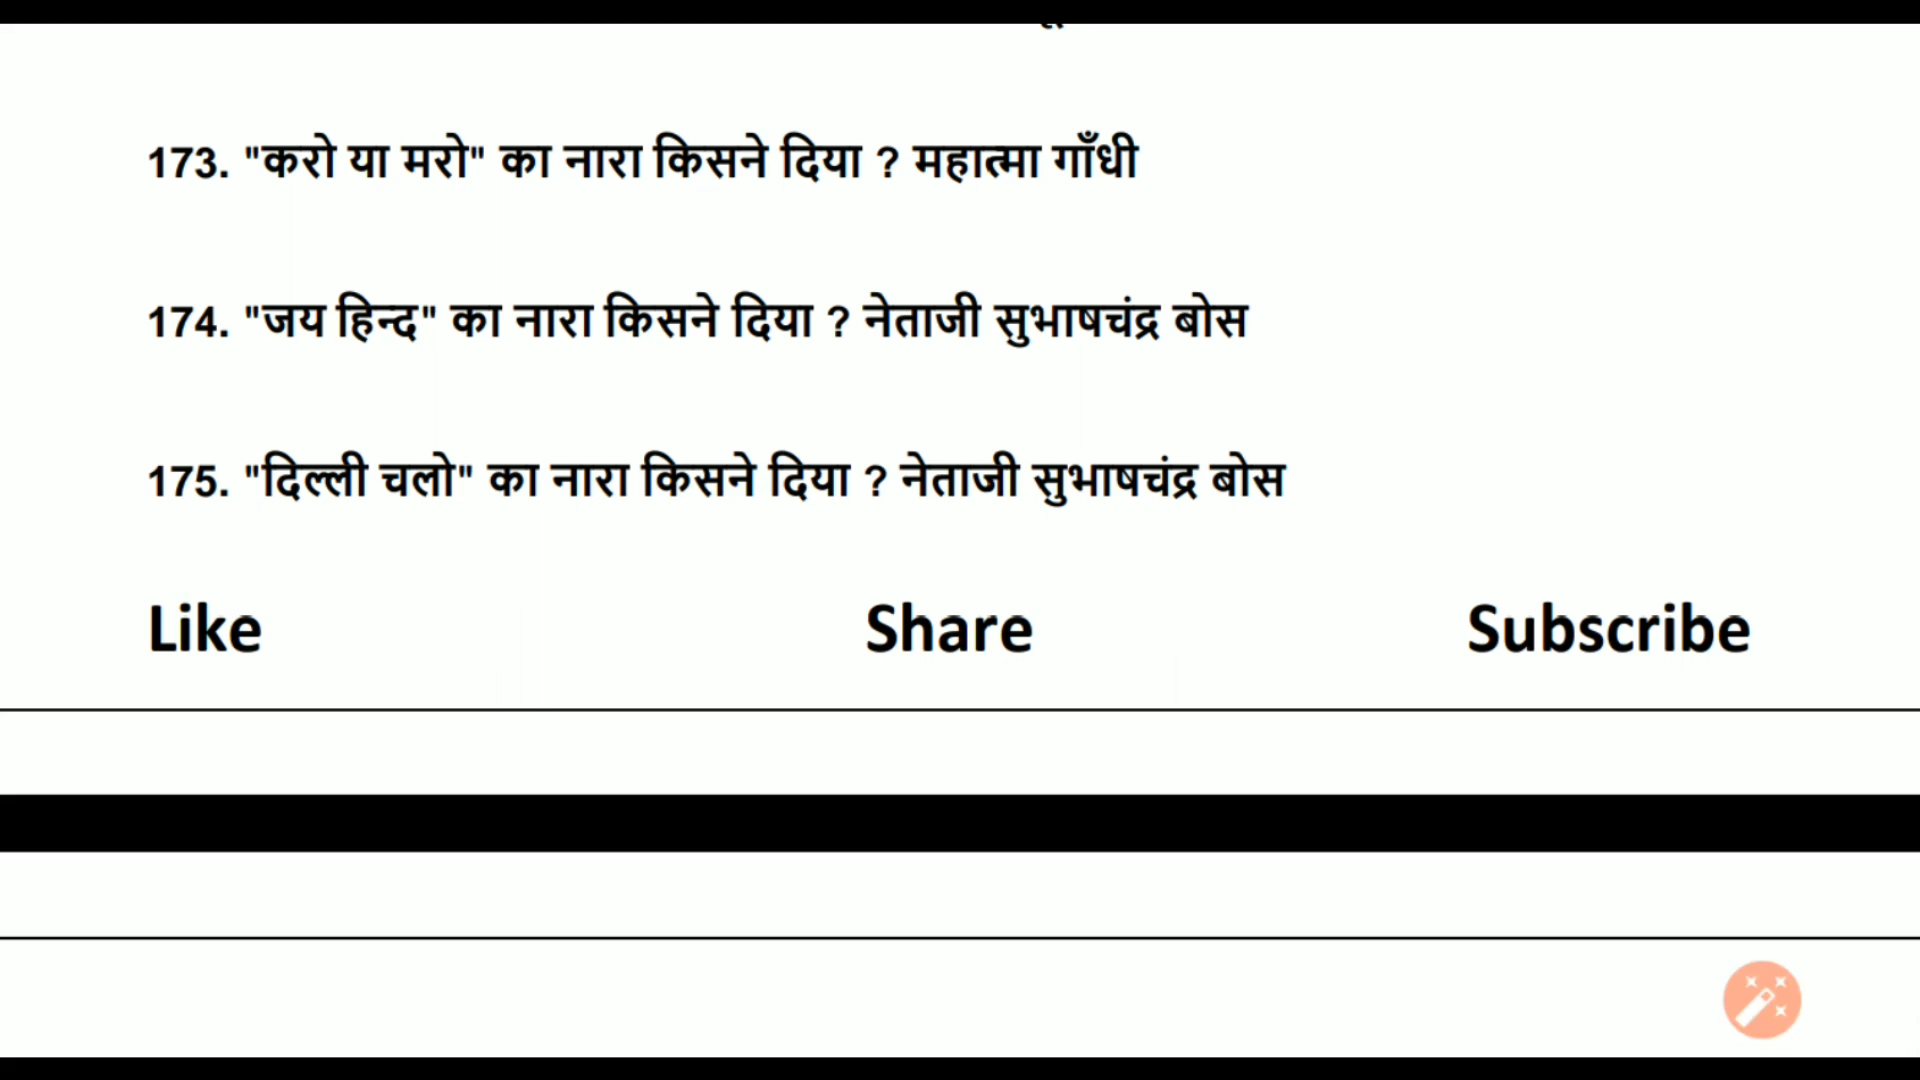 173. "करो या मरो" का नारा किसने दिया ? महात्मा गाँधी
174. "जय हिन्द" का नारा किसने दिया ? नेताजी सुभाषचंद्र बोस
175. "दिल्ली चलो" का नारा किसने दिया ? नेताजी सुभाषचंद्र बोस
Like Share Subscribe